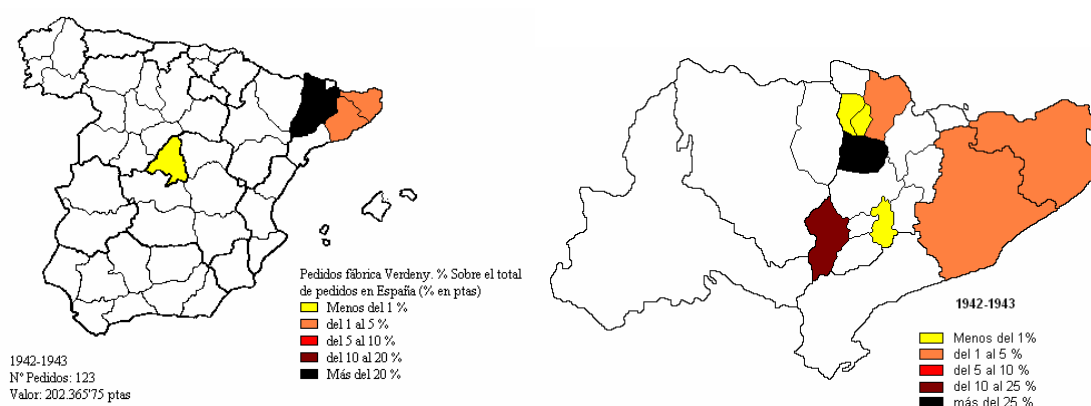 Pedidos fábrica Verdeny. % Sobre el total
de pedidos en España (% en ptas)
Menos del 1 %
del 1 al 5 %
del 5 al 10 %
del 10 al 20 %
Más del 20 %
1942-1943
Nº Pedidos: 123
Valor: 202.365'75 ptas
1942-1943
Menos del 1%
del 1 al 5 %
del 5 al 10 %
del 10 al 25 %
más del 25 %